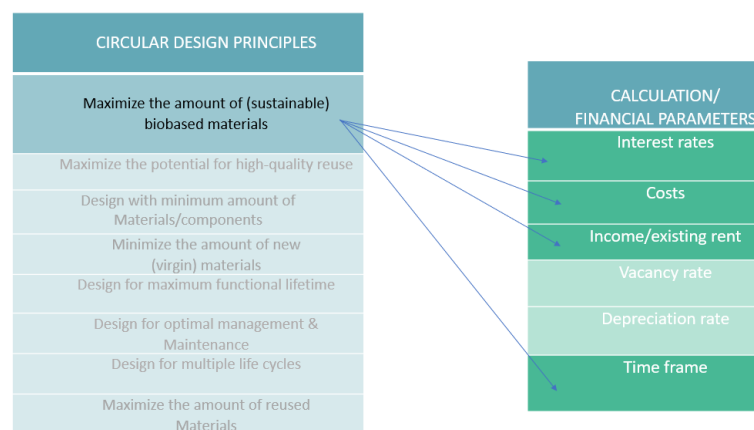 CIRCULAR DESIGN PRINCIPLES
Maximize the amount of (sustainable)
biobased materials
Maximize the potential for high-quality reuse
Design with minimum amount of
Materials/components
Minimize the amount of new
(virgin) materials
Design for maximum functional lifetime
Design for optimal management &
Maintenance
Design for multiple life cycles
Maximize the amount of reused
Materials
CALCULATION/
FINANCIAL PARAMETERS
Interest rates
Costs
Income/existing rent
Vacancy rate
Depreciation rate
Time frame